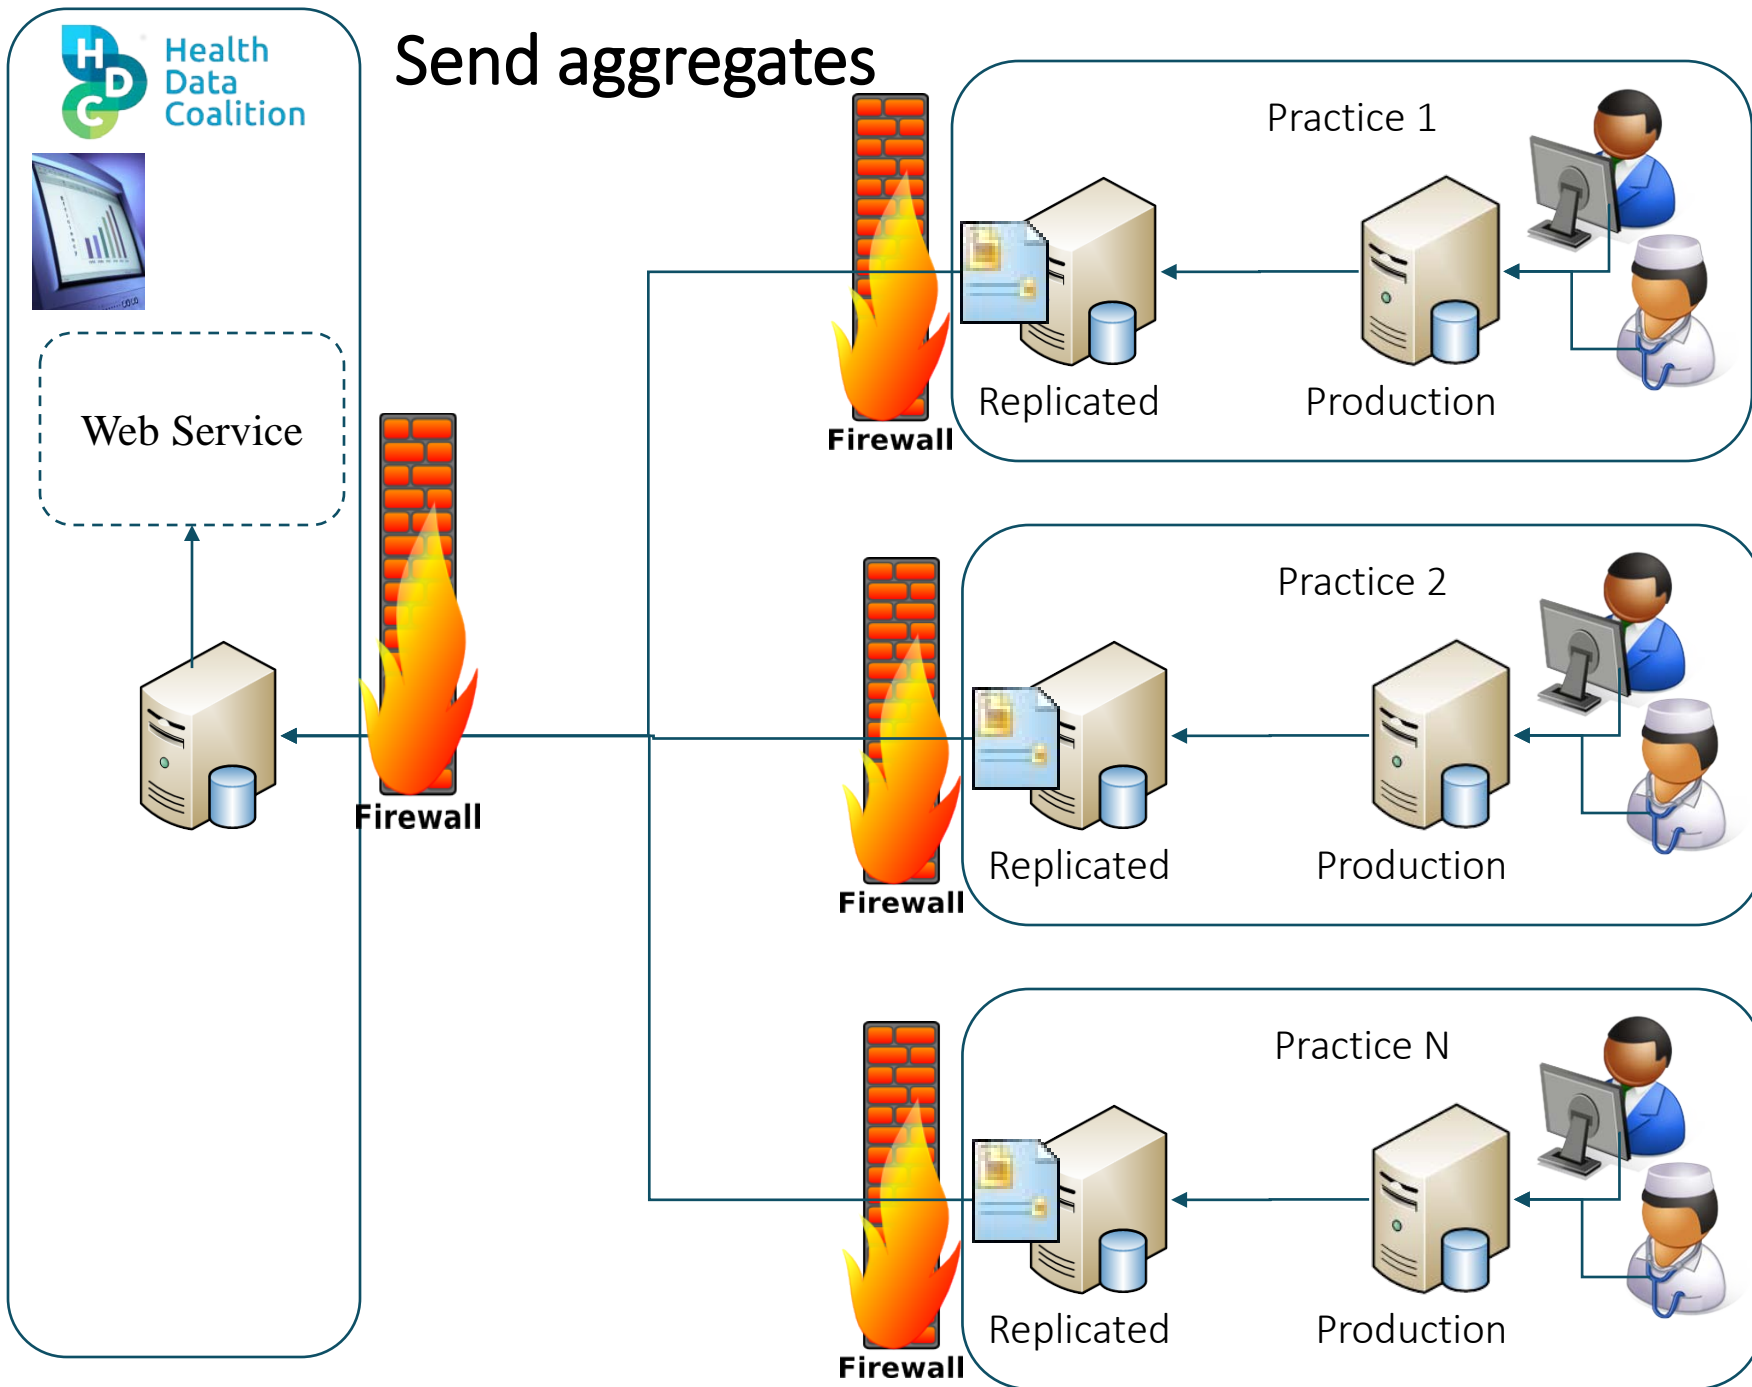 H
D
C
Health
Data
Coalition
Send aggregates
Web Service
Firewall
Practice 1
Replicated
Production
Firewall
Practice 2
Replicated
Production
Firewall
Practice N
Replicated
Production
Firewall